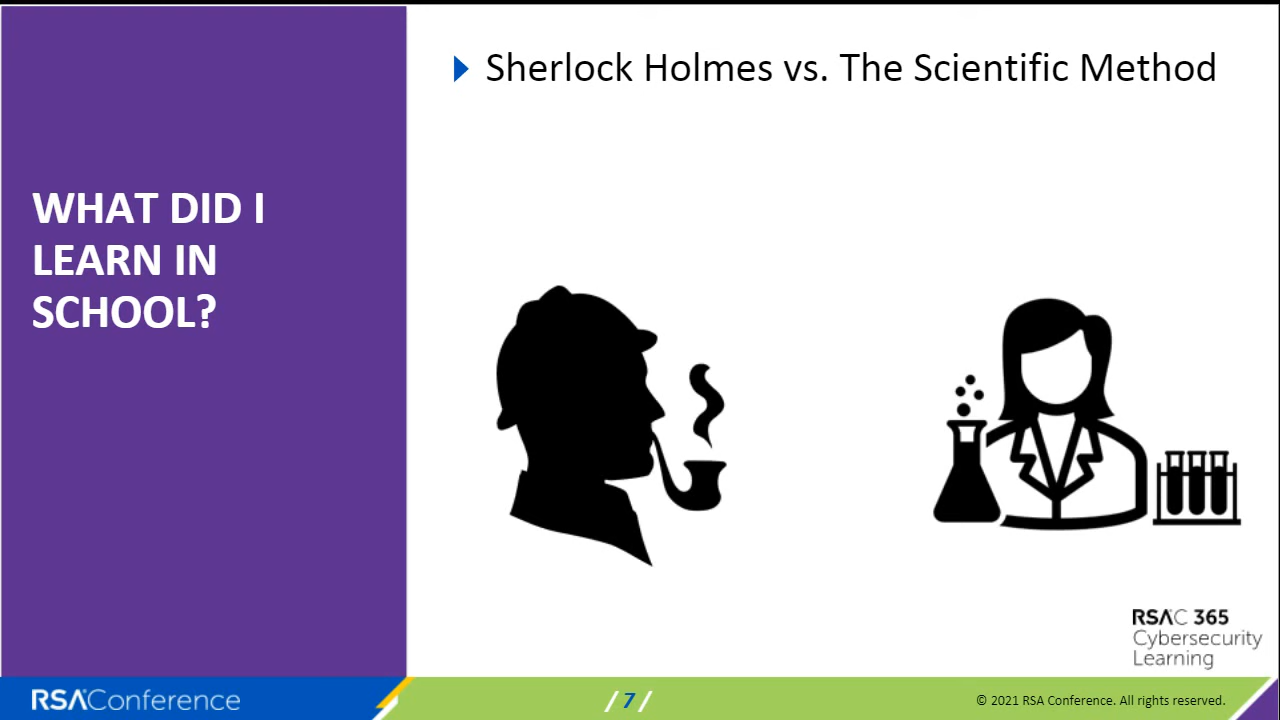 Sherlock Holmes vs. The Scientific Method
WHAT DID I
LEARN IN
SCHOOL?
RSAC 365
Cybersecurity
Learning
RSAConference
/ 7 /
© 2021 RSA Conference. All rights reserved.